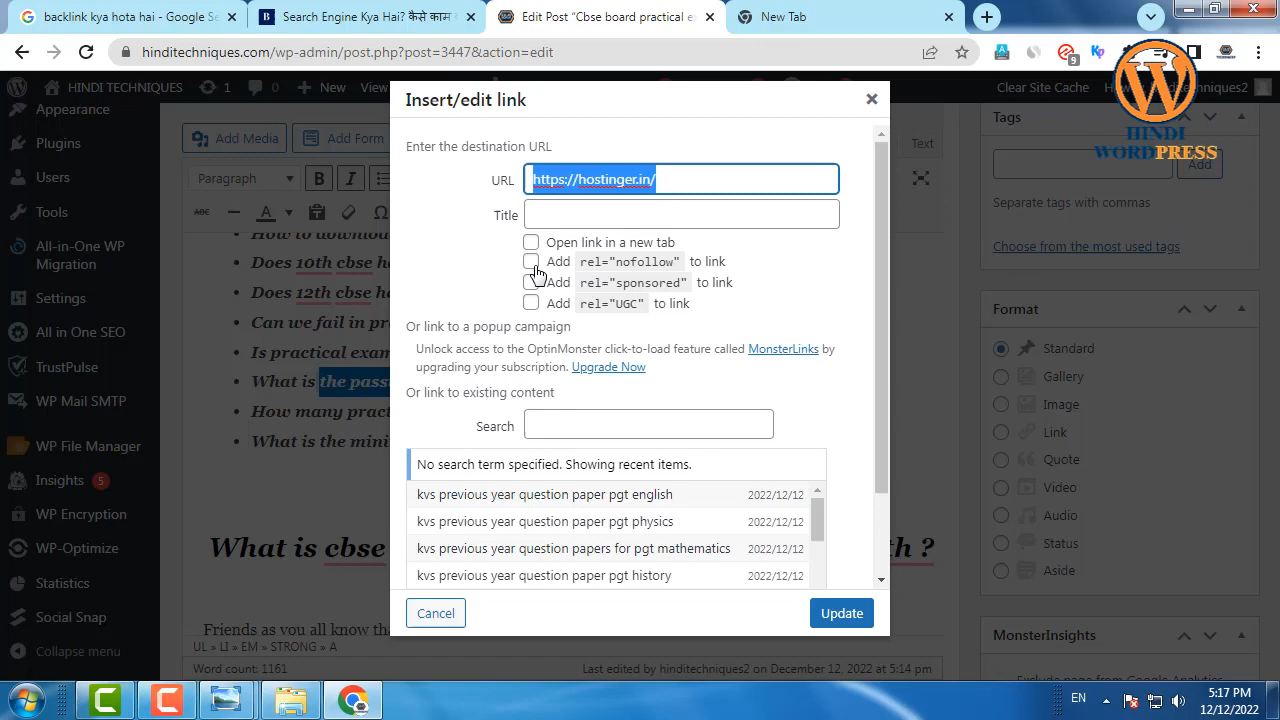 backlink kya hota hai - Google Se
Search Engine Kya Hai? कैसे काम
Edit Post "Cbse board practical e
New Tab
hinditechniques.com/wp-admin/post.php?post=3447&action=edit
9
HINDI TECHNIQUES
1
0
New
View
Clear Site Cache
hinditechniques2
HINDI
WORDPRESS
Appearance
Plugins
Users
Tools
All-in-One WP
Migration
Settings
All in One SEO
TrustPulse
WP Mail SMTP
WP File Manager
Insights
5
WP Encryption
WP-Optimize
Statistics
Social Snap
Collapse menu
Add Media
Add Form
Text
Paragraph
B
I
ABC
A
Ω
Does 10th cbse
Does 12th cbse
Can we fail in pr
Is practical exam
What is the passi
How many pract
What is the mini
What is cbse
th ?
Friends as you all know tha
UL » LI » EM » STRONG » A
Word count: 1161
Last edited by hinditechniques2 on December 12, 2022 at 5:14 pm
Insert/edit link
Enter the destination URL
URL
https://hostinger.in/
Title
Open link in a new tab
Add rel="nofollow" to link
Add rel="sponsored" to link
Add rel="UGC" to link
Or link to a popup campaign
Unlock access to the OptinMonster click-to-load feature called MonsterLinks by
upgrading your subscription. Upgrade Now
Or link to existing content
Search
No search term specified. Showing recent items.
kvs previous year question paper pgt english 2022/12/12
kvs previous year question paper pgt physics 2022/12/12
kvs previous year question papers for pgt mathematics 2022/12/12
kvs previous year question paper pgt history 2022/12/12
Cancel
Update
Tags
Add
Separate tags with commas
Choose from the most used tags
Format
Standard
Gallery
Image
Link
Quote
Video
Audio
Status
Aside
MonsterInsights
Exclude page from Google Analytics
EN
5:17 PM
12/12/2022